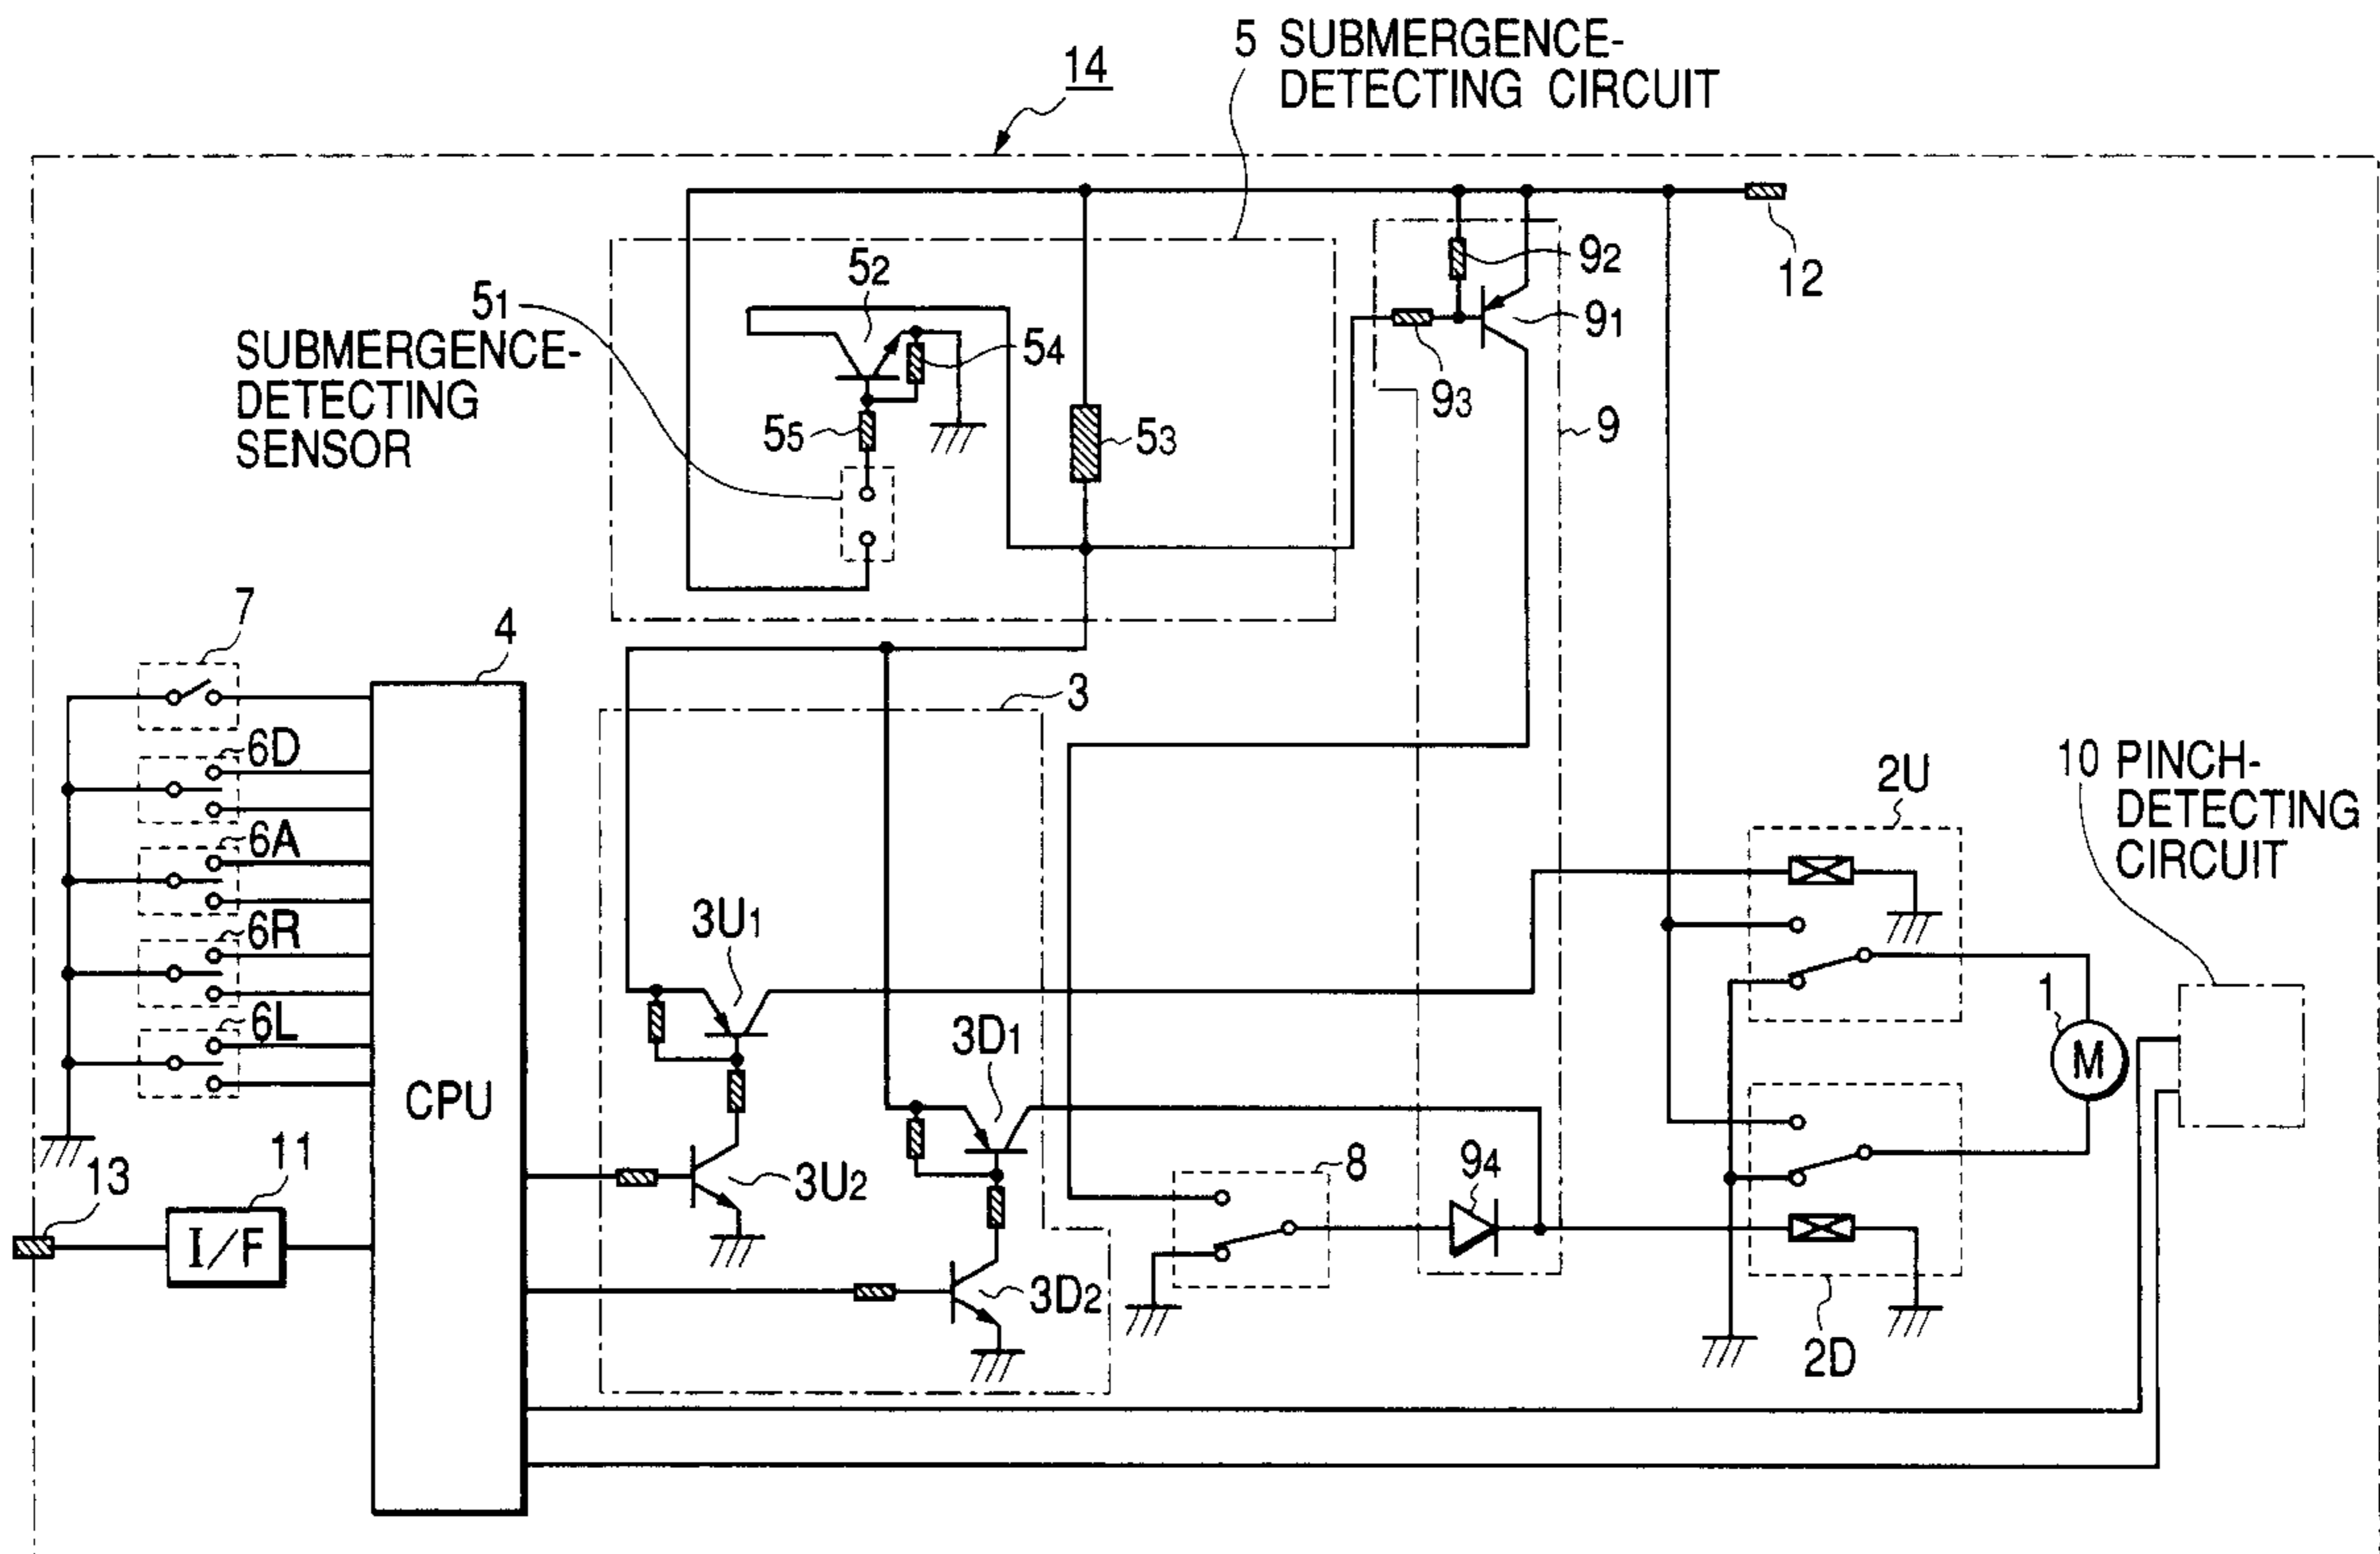 14
5 SUBMERGENCE-
DETECTING CIRCUIT
12
51
SUBMERGENCE-
DETECTING
SENSOR
52
54
55
53
92
91
93
9
7
4
3
6D
6A
6R
6L
CPU
13
11
I/F
3U1
3U2
3D1
3D2
8
94
2U
10 PINCH-
DETECTING
CIRCUIT
1
M
2D